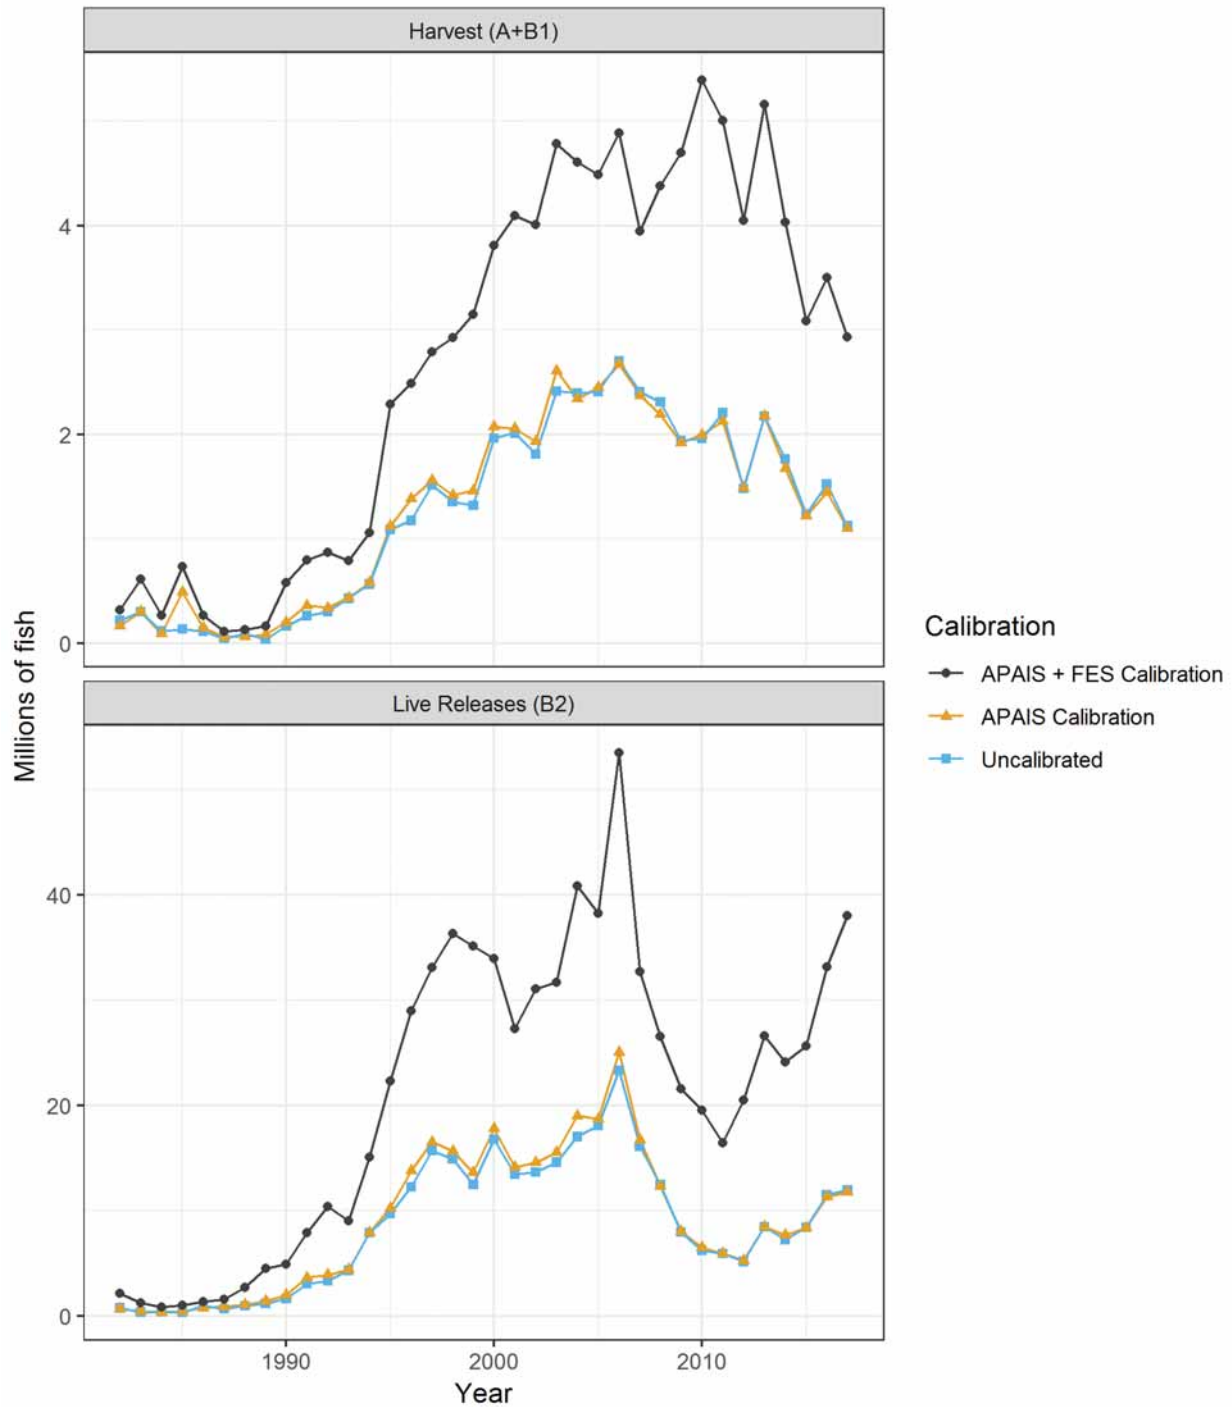 Harvest (A+B1)
4
2
0
Millions of fish
Live Releases (B2)
40
20
0
1990 2000 2010
Year
Calibration
APAIS + FES Calibration
APAIS Calibration
Uncalibrated